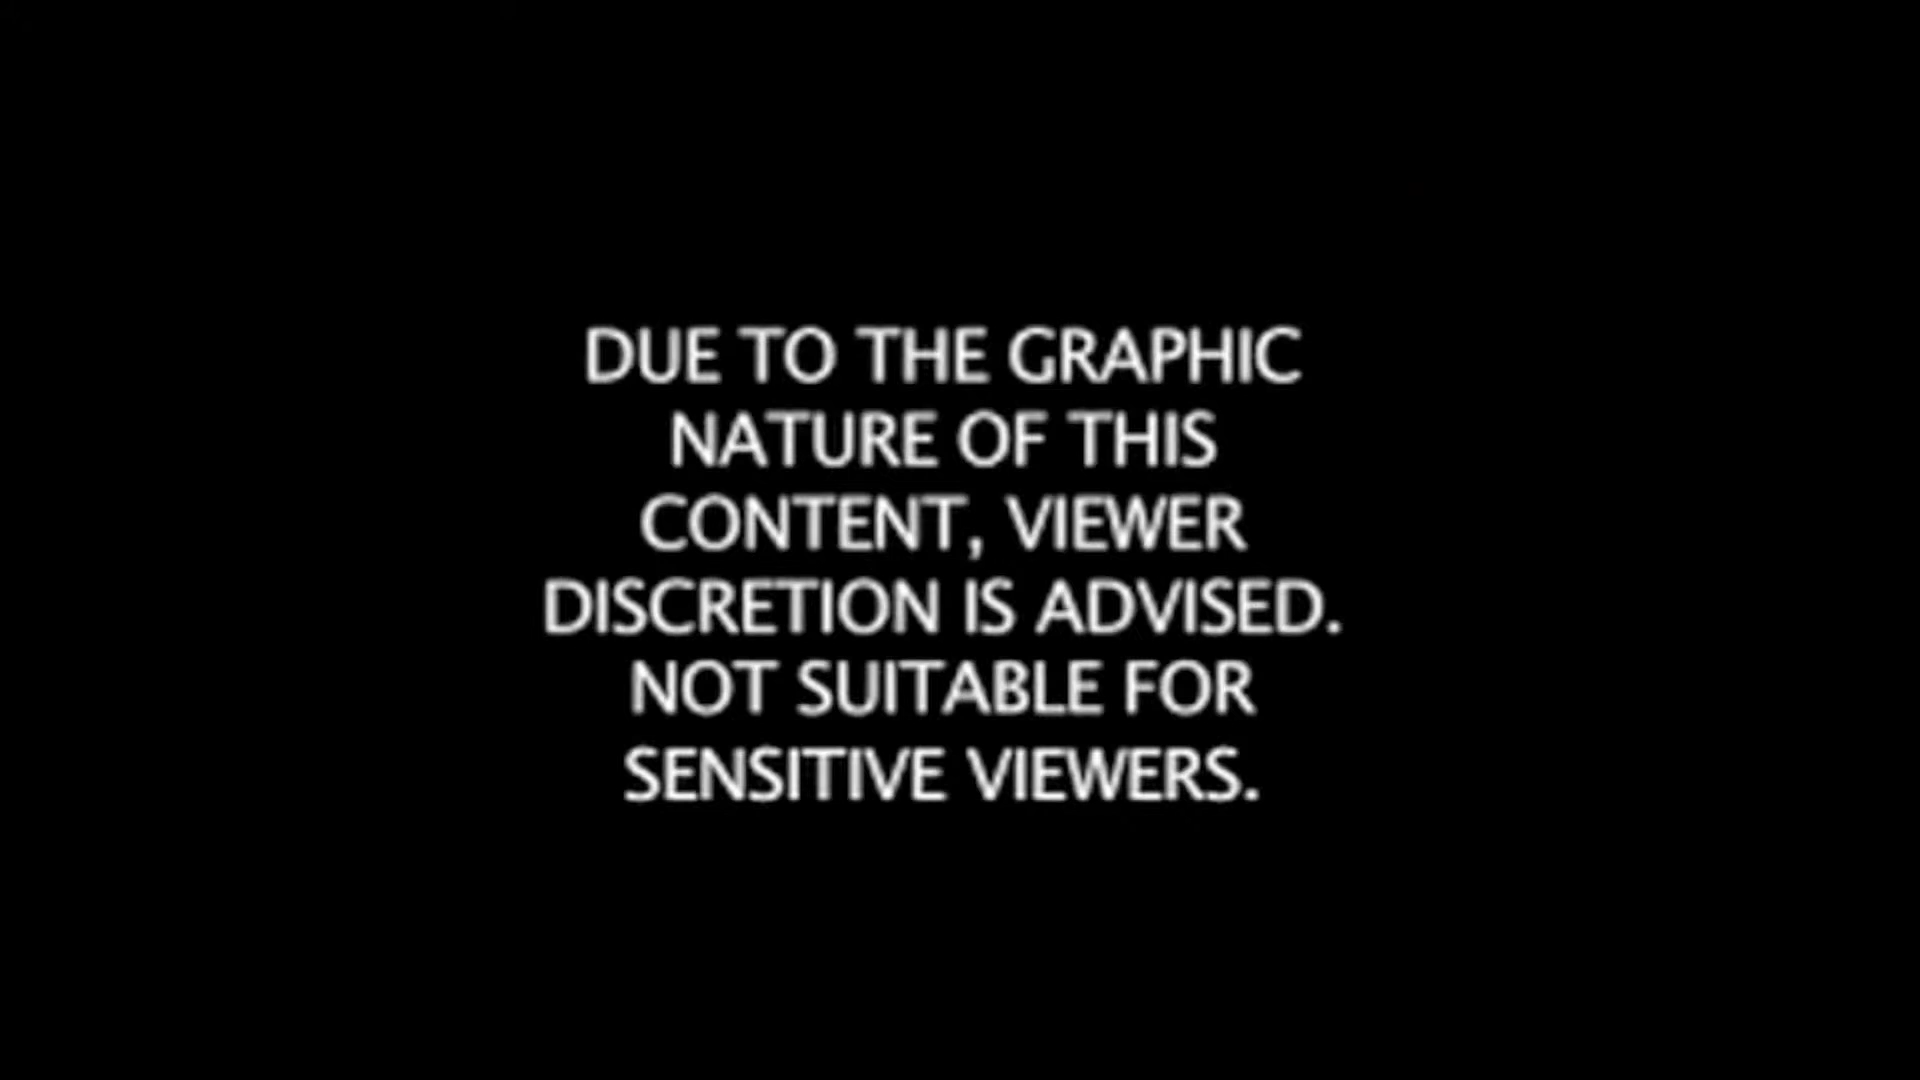 DUE TO THE GRAPHIC
NATURE OF THIS
CONTENT, VIEWER
DISCRETION IS ADVISED.
NOT SUITABLE FOR
SENSITIVE VIEWERS.